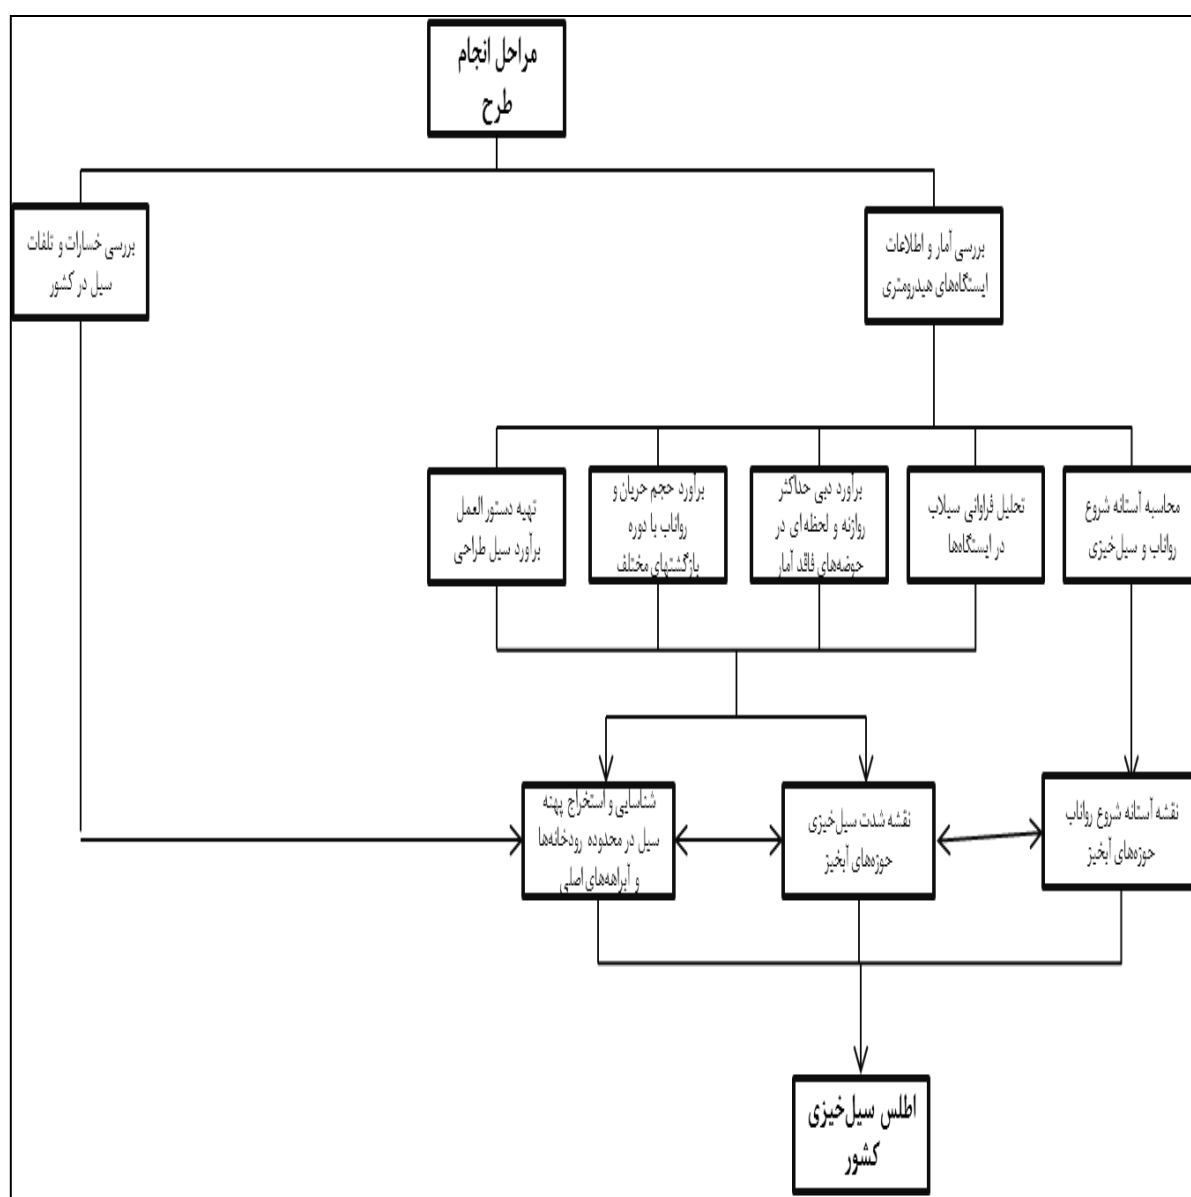 مراحل انجام
طرح
بررسی آمار و اطلاعات
ایستگاه‌های هیدرومتری
بررسی خسارات و تلفات
سیل در کشور
محاسبه آستانه شروع
رواناب و سیل‌خیزی
تحلیل فراوانی سیلاب
در ایستگاه‌ها
برآورد دبی حداکثر
روازنه و لحظه‌ای در
حوضه‌های فاقد آمار
برآورد حجم جریان و
رواناب با دوره
بازگشتهای مختلف
تهیه دستور العمل
برآورد سیل طراحی
نقشه آستانه شروع رواناب
حوزه‌های آبخیز
نقشه شدت سیل‌خیزی
حوزه‌های آبخیز
شناسایی و استخراج پهنه
سیل در محدوده رودخانه‌ها
و آبراهه‌های اصلی
اطلس سیل‌خیزی
کشور